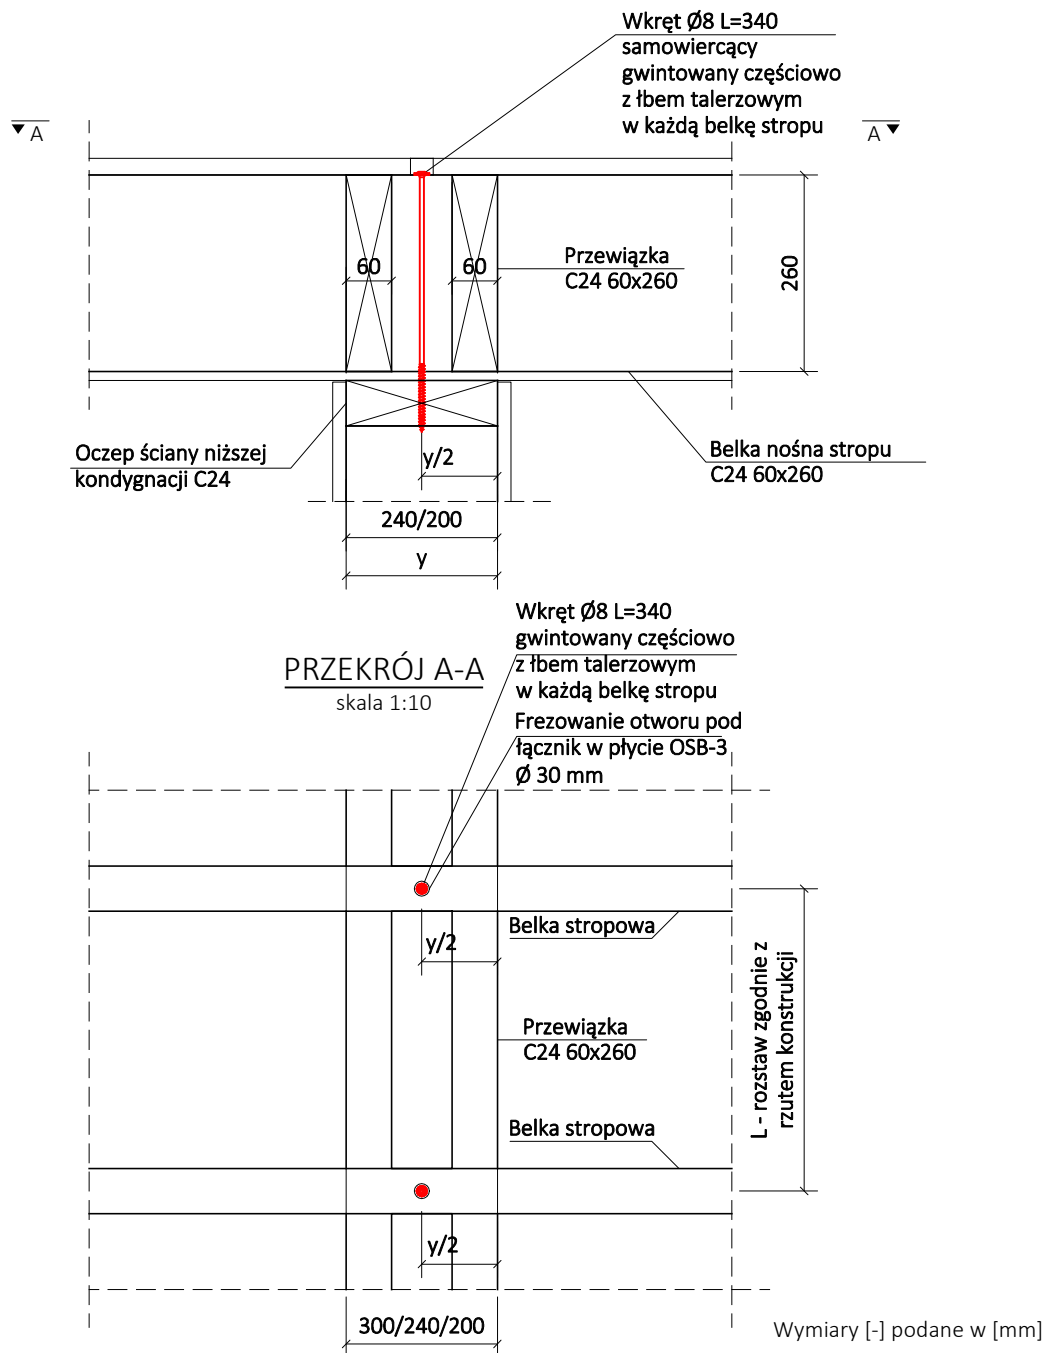 Wkręt Ø8 L=340
samowiercący
gwintowany częściowo
z łbem talerzowym
w każdą belkę stropu
A
A
60
60
Przewiązka
C24 60x260
260
Oczep ściany niższej
kondygnacji C24
y/2
Belka nośna stropu
C24 60x260
240/200
y
Wkręt Ø8 L=340
gwintowany częściowo
z łbem talerzowym
w każdą belkę stropu
PRZEKRÓJ A-A
skala 1:10
Frezowanie otworu pod
łącznik w płycie OSB-3
Ø 30 mm
Belka stropowa
y/2
L - rozstaw zgodnie z
rzutem konstrukcji
Przewiązka
C24 60x260
Belka stropowa
y/2
300/240/200
Wymiary [-] podane w [mm]